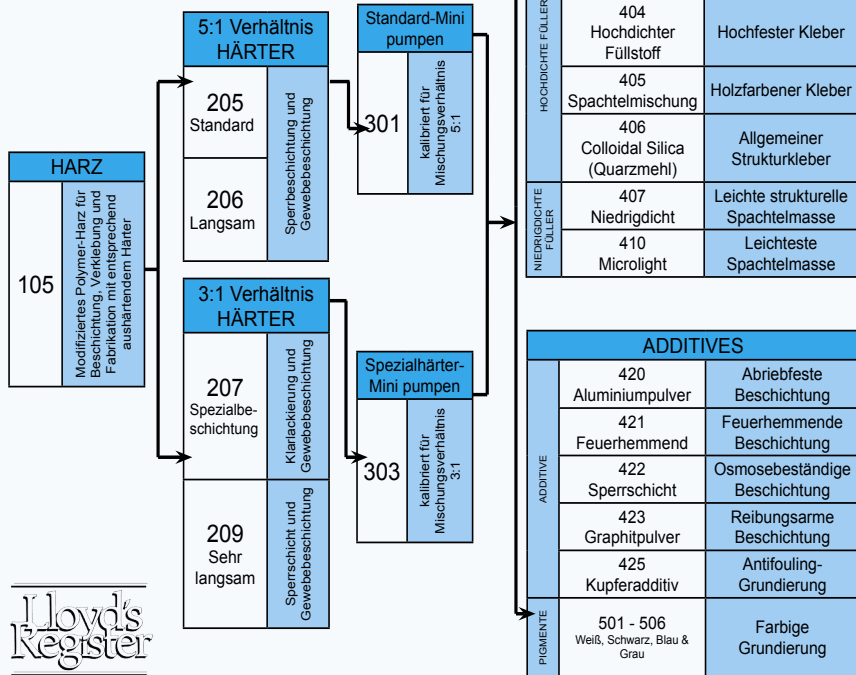 HARZ
105
Modifiziertes Polymer-Harz für
Beschichtung, Verklebung und
Fabrikation mit entsprechend
aushärtendem Härter
5:1 Verhältnis
HÄRTER
205
Standard
206
Langsam
Sperrbeschichtung und
Gewebebeschichtung
3:1 Verhältnis
HÄRTER
207
Spezialbe-
schichtung
Klarlackierung und
Gewebebeschichtung
209
Sehr
langsam
Sperrschicht und
Gewebebeschichtung
Standard-Mini
pumpen
301
kalibriert für
Mischungsverhältnis
5:1
Spezialhärter-
Mini pumpen
303
kalibriert für
Mischungsverhältnis
3:1
HOCHDICHTE FÜLLER
404
Hochdichter
Füllstoff
Hochfester Kleber
405
Spachtelmischung
Holzfarbener Kleber
406
Colloidal Silica
(Quarzmehl)
Allgemeiner
Strukturkleber
NIEDRIGDICHTE
FÜLLER
407
Niedrigdicht
Leichte strukturelle
Spachtelmasse
410
Microlight
Leichteste
Spachtelmasse
ADDITIVES
ADDITIVE
420
Aluminiumpulver
Abriebfeste
Beschichtung
421
Feuerhemmend
Feuerhemmende
Beschichtung
422
Sperrschicht
Osmosebeständige
Beschichtung
423
Graphitpulver
Reibungsarme
Beschichtung
425
Kupferadditiv
Antifouling-
Grundierung
PIGMENTE
501 - 506
Weiß, Schwarz, Blau &
Grau
Farbige
Grundierung
Lloyd's
Register